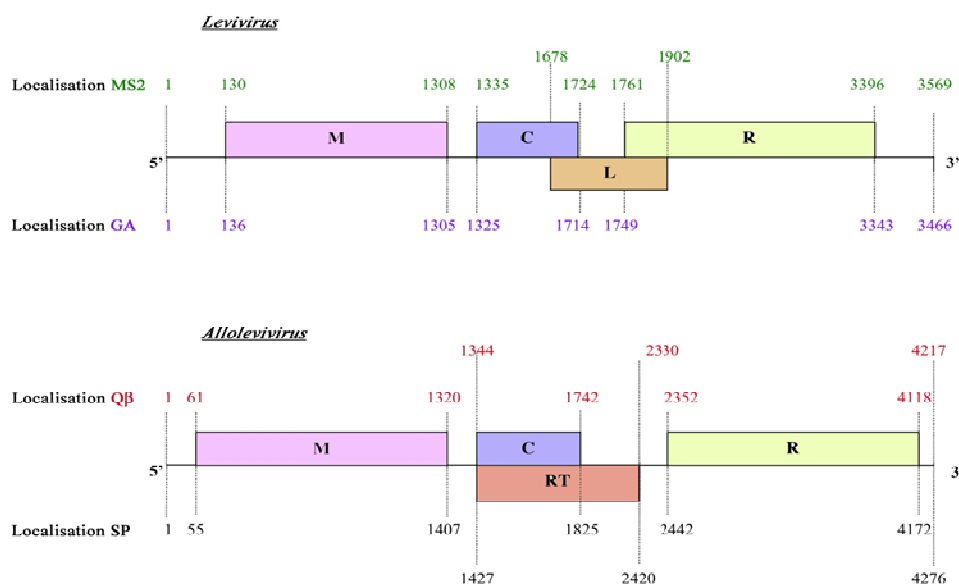 Levivirus
1678 1902
Localisation MS2 1 130 1308 1335 1724 1761 3396 3569
M C R
5' 3'
L
Localisation GA 1 136 1305 1325 1714 1749 3343 3466
Allolevivirus
1344 2330 4217
Localisation Qβ 1 61 1320 1742 2352 4118
M C R
5' 3
RT
Localisation SP 1 55 1407 1825 2442 4172
1427 2420 4276